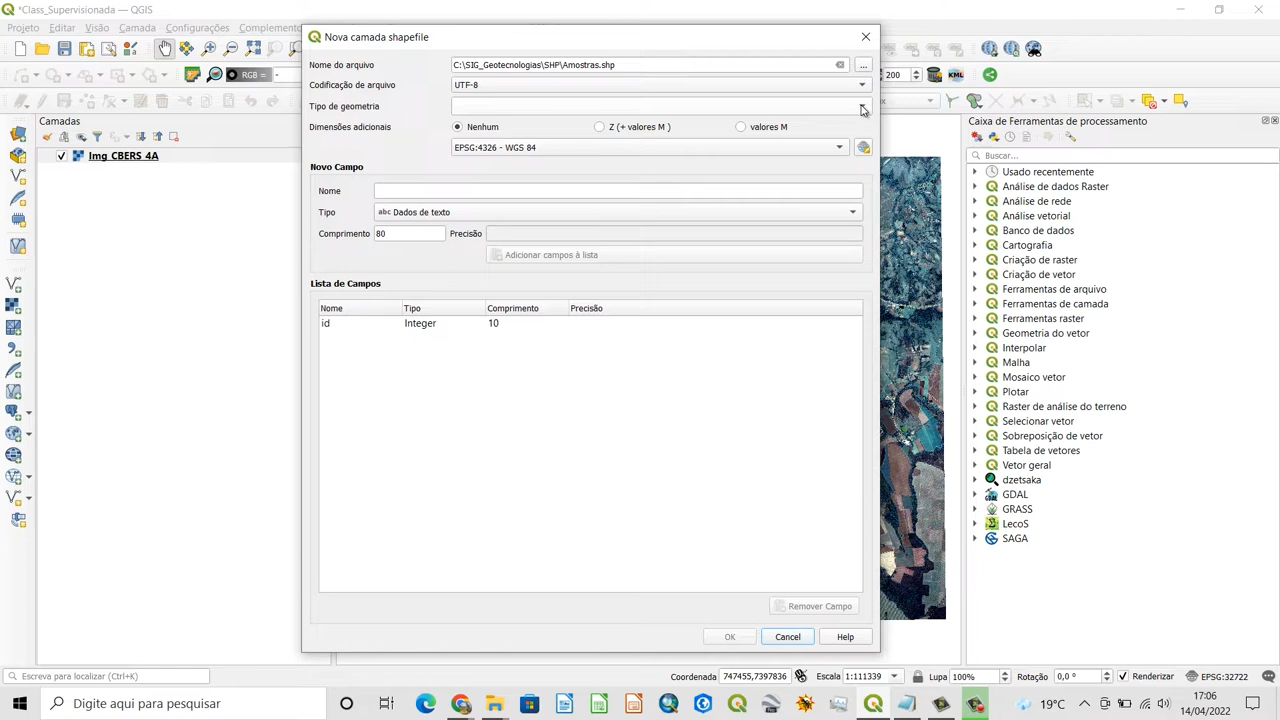 *Class_Supervisionada — QGIS
Projeto Editar Visão Camada Configurações Complemento
Nova camada shapefile
Nome do arquivo C:\SIG_Geotecnologias\SHP\Amostras.shp ...
Codificação de arquivo UTF-8
Tipo de geometria
Dimensões adicionais Nenhum Z (+ valores M ) valores M
EPSG:4326 - WGS 84
Novo Campo
Nome
Tipo abc Dados de texto
Comprimento 80 Precisão
Adicionar campos à lista
Lista de Campos
Nome Tipo Comprimento Precisão
id Integer 10
Remover Campo
OK Cancel Help
RGB =
200
KML
Camadas
Img CBERS 4A
Caixa de Ferramentas de processamento
Buscar...
Usado recentemente
Análise de dados Raster
Análise de rede
Análise vetorial
Banco de dados
Cartografia
Criação de raster
Criação de vetor
Ferramentas de arquivo
Ferramentas de camada
Ferramentas raster
Geometria do vetor
Interpolar
Malha
Mosaico vetor
Plotar
Raster de análise do terreno
Selecionar vetor
Sobreposição de vetor
Tabela de vetores
Vetor geral
dzetsaka
GDAL
GRASS
LecoS
SAGA
Escreva para localizar (Ctrl+K) Coordenada 747455,7397836 Escala 1:111339 Lupa 100% Rotação 0,0 ° Renderizar EPSG:32722
Digite aqui para pesquisar 19°C 17:06
14/04/2022